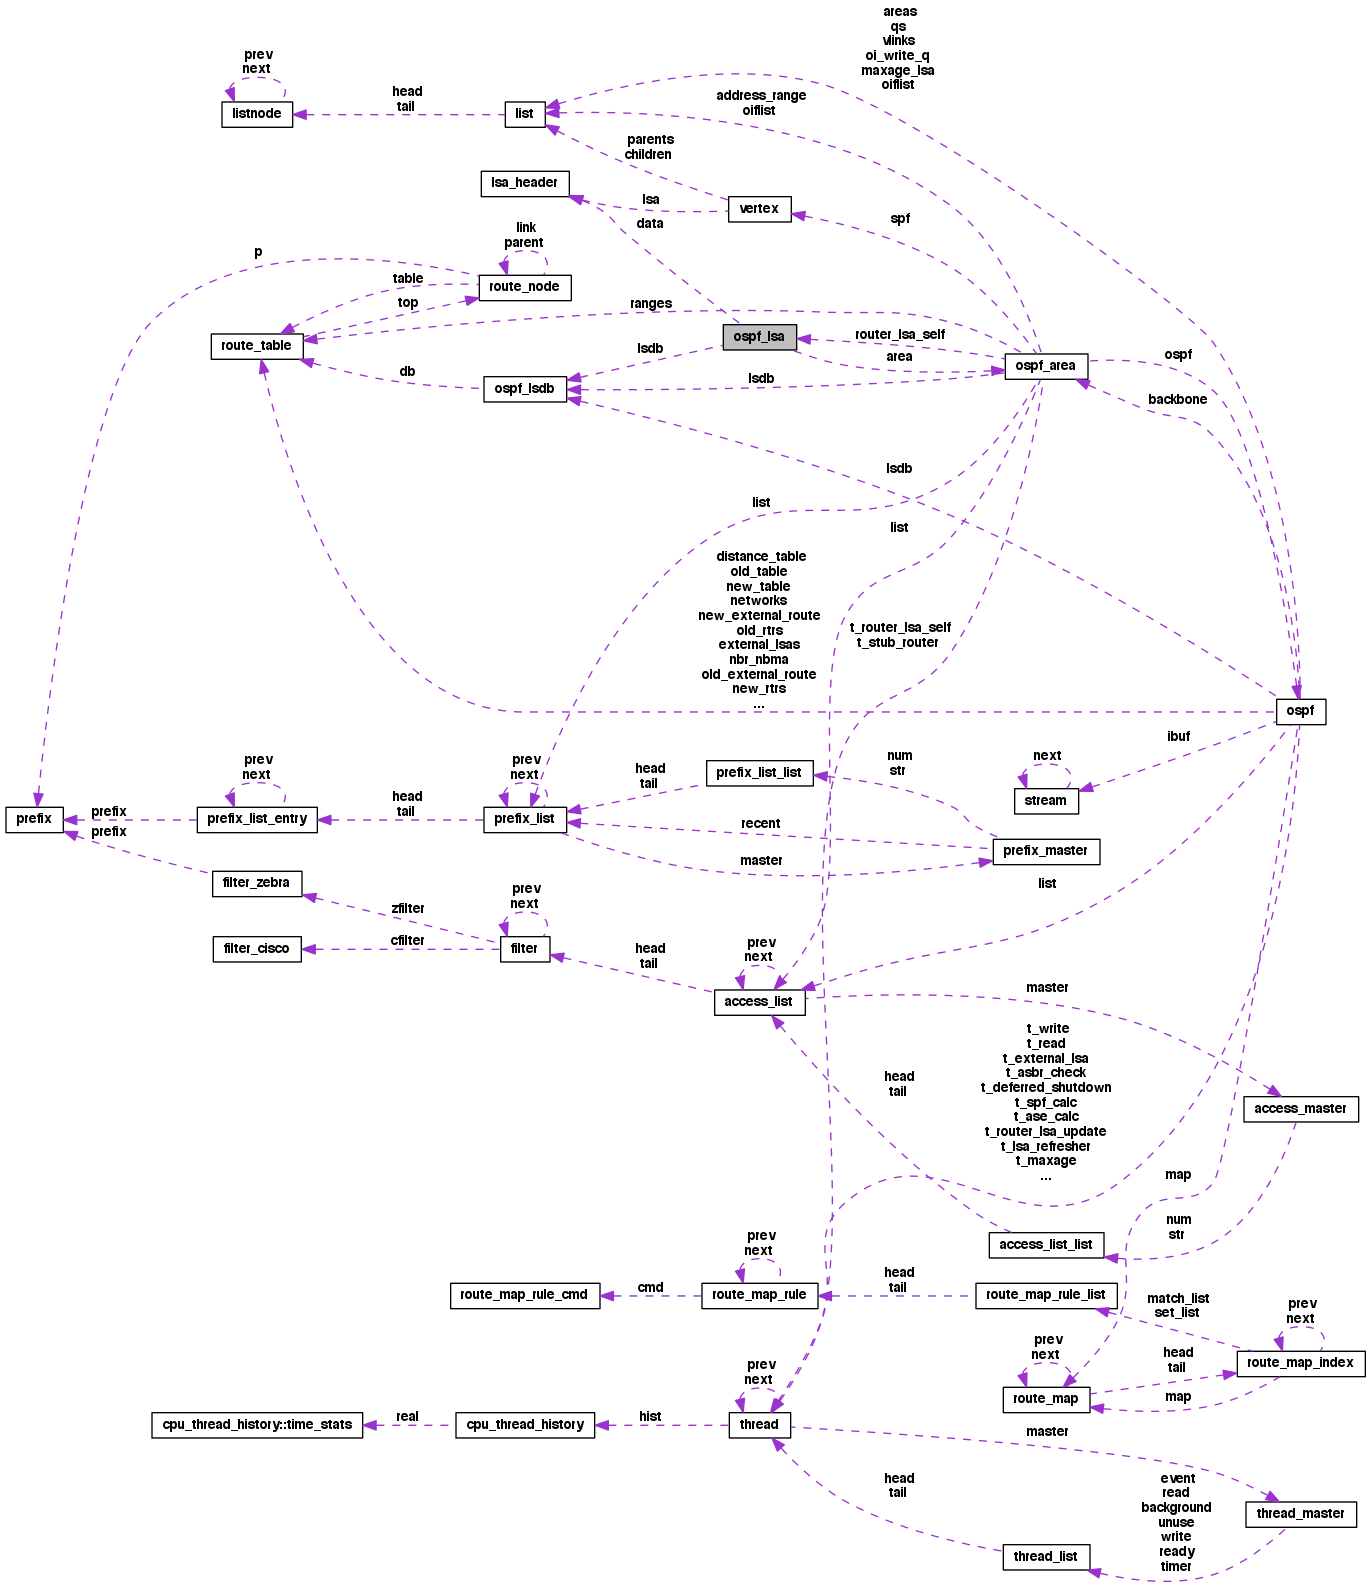 areas
qs
vlinks
oi_write_q
maxage_lsa
oiflist
prev
next
listnode
head
tail
list
address_range
oiflist
parents
children
lsa_header
lsa
vertex
data
spf
link
parent
p
route_node
table
top
ranges
route_table
ospf_lsa
router_lsa_self
area
ospf_area
ospf
lsdb
db
ospf_lsdb
lsdb
backbone
lsdb
list
list
distance_table
old_table
new_table
networks
new_external_route
old_rtrs
external_lsas
nbr_nbma
old_external_route
new_rtrs
...
t_router_lsa_self
t_stub_router
ospf
ibuf
prev
next
prev
next
head
tail
prefix_list_list
num
str
next
stream
prefix
prefix
prefix_list_entry
head
tail
prefix_list
recent
prefix
master
prefix_master
filter_zebra
prev
next
list
zfilter
filter_cisco
cfilter
filter
head
tail
prev
next
access_list
master
t_write
t_read
t_external_lsa
t_asbr_check
t_deferred_shutdown
t_spf_calc
t_ase_calc
t_router_lsa_update
t_lsa_refresher
t_maxage
...
head
tail
access_master
map
num
str
access_list_list
prev
next
route_map_rule_cmd
cmd
route_map_rule
head
tail
route_map_rule_list
match_list
set_list
prev
next
prev
next
head
tail
route_map_index
route_map
map
prev
next
cpu_thread_history::time_stats
real
cpu_thread_history
hist
thread
master
head
tail
event
read
background
unuse
write
ready
timer
thread_master
thread_list